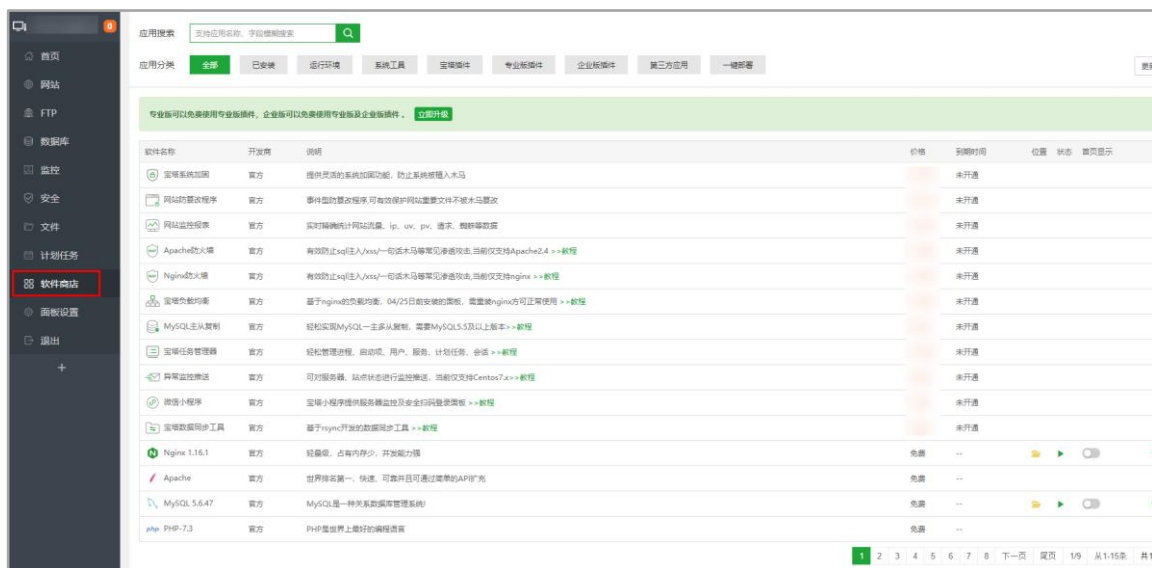 0
首页
网站
FTP
数据库
监控
安全
文件
计划任务
软件商店
面板设置
退出
应用搜索 支持应用名称、字段模糊搜索
应用分类 全部 已安装 运行环境 系统工具 宝塔插件 专业版插件 企业版插件 第三方应用 一键部署
专业版可以免费使用专业版插件，企业版可以免费使用专业版及企业版插件。 立即升级
软件名称 开发商 说明 价格 到期时间 位置 状态 首页显示
宝塔系统加固 官方 提供灵活的系统加固功能，防止系统被植入木马 未开通
网站防篡改程序 官方 事件型防篡改程序,可有效保护网站重要文件不被木马篡改 未开通
网站监控报表 官方 实时精确统计网站流量、ip、uv、pv、请求、蜘蛛等数据 未开通
Apache防火墙 官方 有效防止sql注入/xss/一句话木马等常见渗透攻击,当前仅支持Apache2.4 >>教程 未开通
Nginx防火墙 官方 有效防止sql注入/xss/一句话木马等常见渗透攻击,当前仅支持nginx >>教程 未开通
宝塔负载均衡 官方 基于nginx的负载均衡、04/25日前安装的面板，需重装nginx方可正常使用 >>教程 未开通
MySQL主从复制 官方 轻松实现MySQL一主多从复制，需要MySQL5.5及以上版本>>教程 未开通
宝塔任务管理器 官方 轻松管理进程、启动项、用户、服务、计划任务、会话 >>教程 未开通
异常监控推送 官方 可对服务器、站点状态进行监控推送，当前仅支持Centos7.x>>教程 未开通
微信小程序 官方 宝塔小程序提供服务器监控及安全扫码登录面板 >>教程 未开通
宝塔数据同步工具 官方 基于rsync开发的数据同步工具 >>教程 未开通
Nginx 1.16.1 官方 轻量级，占有内存少，并发能力强 免费 --
Apache 官方 世界排名第一，快速、可靠并且可通过简单的API扩充 免费 --
MySQL 5.6.47 官方 MySQL是一种关系数据库管理系统! 免费 --
php PHP-7.3 官方 PHP是世界上最好的编程语言 免费 --
1 2 3 4 5 6 7 8 下一页 尾页 1/9 从1-15条